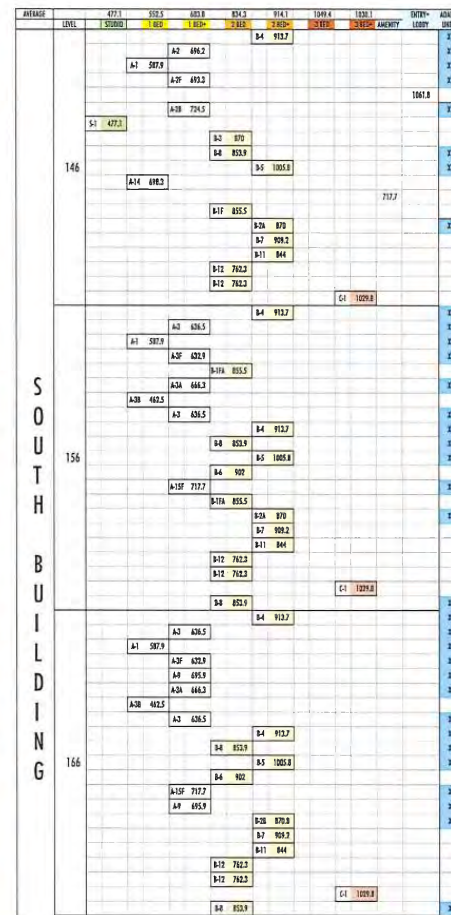 AVERAGE 477.1 552.5 683.8 834.3 914.1 1049.4 1038.1 ENTRY- ADA
LEVEL STUDIO 1 BED 1 BED+ 2 BED 2 BED+ 3 BED 3 BED+ AMENITY LOBBY
SOUTH BUILDING
146
B-4 913.7
A-2 696.2
A-1 587.9
A-2F 693.3
1061.8
A-2B 724.5
S-1 477.1
B-3 870
B-8 853.9
B-5 1005.8
A-14 698.3
717.7
B-1F 855.5
B-2A 870
B-7 909.2
B-11 844
B-12 762.3
B-12 762.3
C-1 1029.8
156
B-4 913.7
A-3 636.5
A-1 587.9
A-3F 632.9
B-1FA 855.5
A-3A 666.3
A-3B 462.5
A-3 636.5
B-4 913.7
B-8 853.9
B-5 1005.8
B-6 902
A-15F 717.7
B-1FA 855.5
B-2A 870
B-7 909.2
B-11 844
B-12 762.3
B-12 762.3
C-1 1029.8
B-8 853.9
166
B-4 913.7
A-3 636.5
A-1 587.9
A-3F 632.9
A-9 695.9
A-3A 666.3
A-3B 462.5
A-3 636.5
B-4 913.7
B-8 853.9
B-5 1005.8
B-6 902
A-15F 717.7
A-9 695.9
B-2B 870.8
B-7 909.2
B-11 844
B-12 762.3
B-12 762.3
C-1 1029.8
B-8 853.9